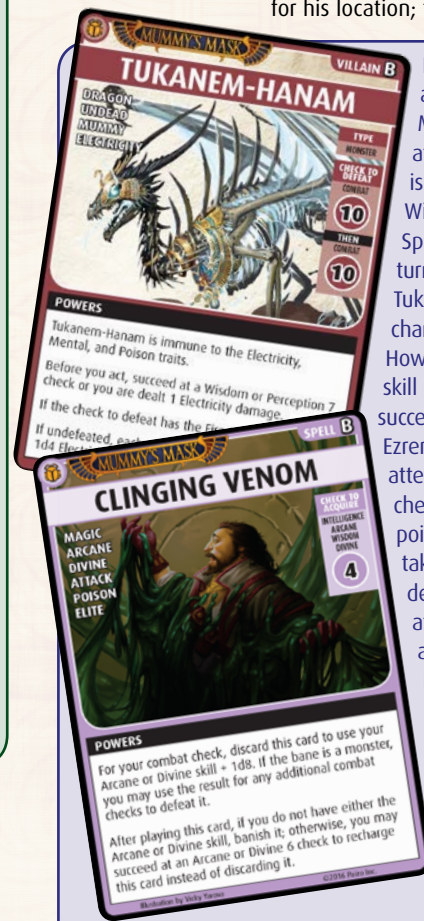 for his location;
MUMMY'S MASK
VILLAIN B
TUKANEM-HANAM
DRAGON
UNDEAD
MUMMY
ELECTRICITY
TYPE
MONSTER
CHECK TO
DEFEAT
COMBAT
10
THEN
COMBAT
10
POWERS
Tukanem-Hanam is immune to the Electricity,
Mental, and Poison traits.
Before you act, succeed at a Wisdom or Perception 7
check or you are dealt 1 Electricity damage.
If the check to defeat has the
If undefeated,
1d4
MUMMY'S MASK
SPELL B
CLINGING VENOM
MAGIC
ARCANE
DIVINE
ATTACK
POISON
ELITE
CHECK TO
ACQUIRE
INTELLIGENCE
ARCANE
WISDOM
DIVINE
4
POWERS
For your combat check, discard this card to use your
Arcane or Divine skill + 1d8. If the bane is a monster,
you may use the result for any additional combat
checks to defeat it.
After playing this card, if you do not have either the
Arcane or Divine skill, banish it; otherwise, you may
succeed at an Arcane or Divine 6 check to recharge
this card instead of discarding it.
Illustration by Vicky Yarova
©2016 Paizo Inc.
is
Wi
Sp
turn
Tuka
chan
How
skill
succe
Ezren
atte
che
poi
tak
de
a